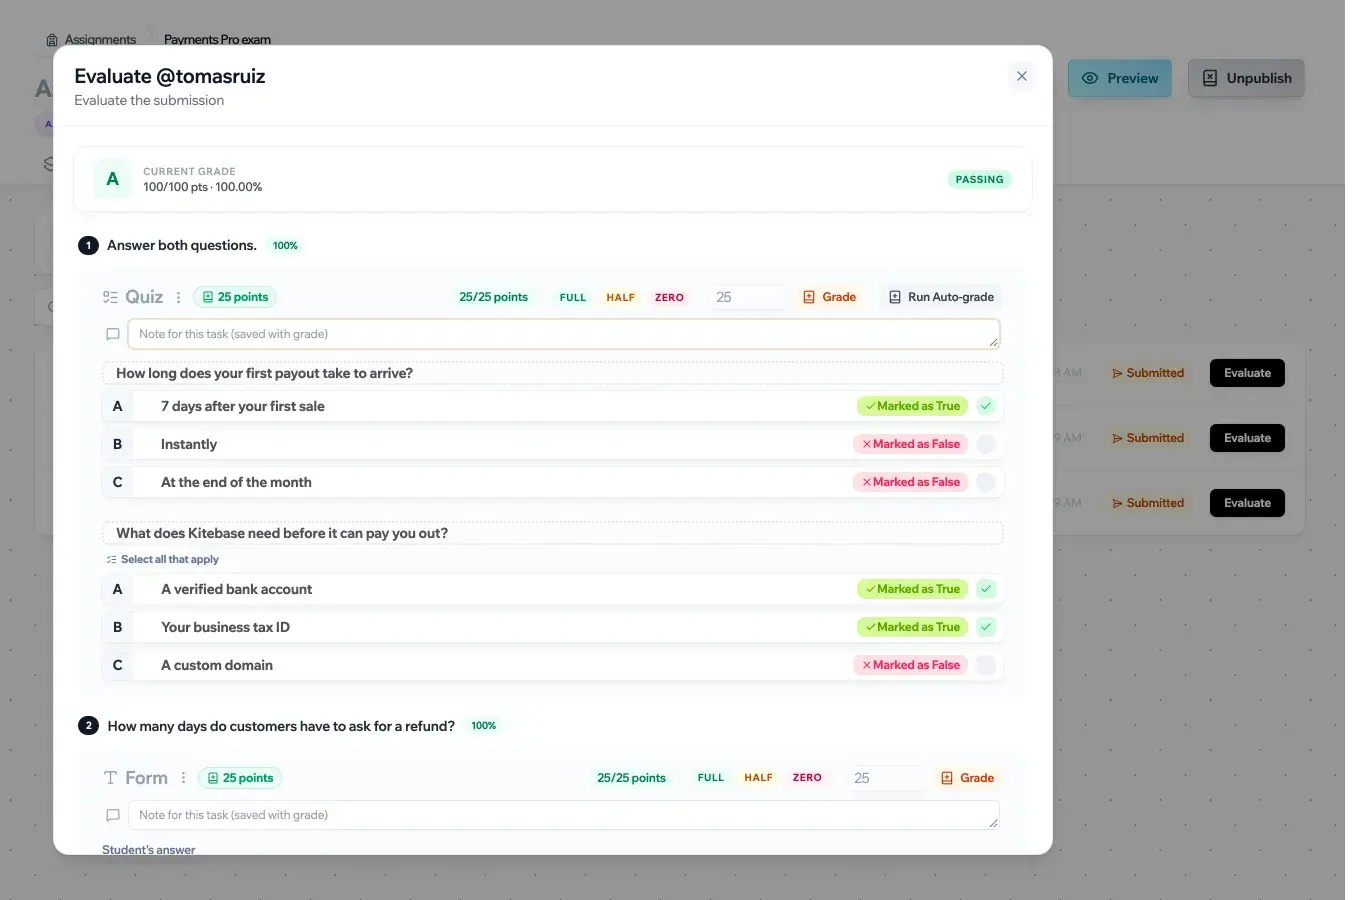 Assignments Payments Pro exam
Preview
Unpublish
Evaluate @tomasruiz
Evaluate the submission
A
CURRENT GRADE
100/100 pts · 100.00%
PASSING
1 Answer both questions. 100%
Quiz 25 points 25/25 points FULL HALF ZERO 25 Grade Run Auto-grade
Note for this task (saved with grade)
How long does your first payout take to arrive?
A 7 days after your first sale Marked as True
B Instantly Marked as False
C At the end of the month Marked as False
What does Kitebase need before it can pay you out?
Select all that apply
A A verified bank account Marked as True
B Your business tax ID Marked as True
C A custom domain Marked as False
2 How many days do customers have to ask for a refund? 100%
Form 25 points 25/25 points FULL HALF ZERO 25 Grade
Note for this task (saved with grade)
Student's answer
8 AM Submitted Evaluate
9 AM Submitted Evaluate
9 AM Submitted Evaluate